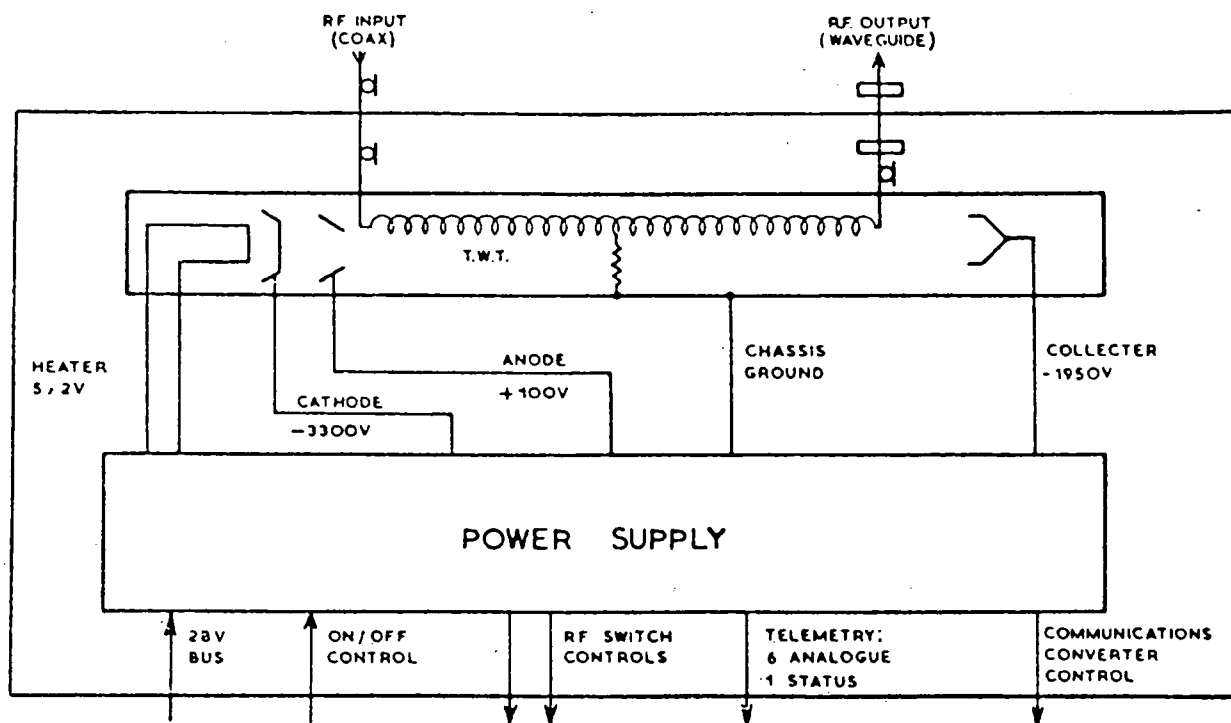 RF INPUT
(COAX)
R.F. OUTPUT
(WAVEGUIDE)
T.W.T.
HEATER
5,2V
CATHODE
-3300V
ANODE
+100V
CHASSIS
GROUND
COLLECTER
-1950V
POWER SUPPLY
28V
BUS
ON/OFF
CONTROL
RF SWITCH
CONTROLS
TELEMETRY:
6 ANALOGUE
1 STATUS
COMMUNICATIONS
CONVERTER
CONTROL